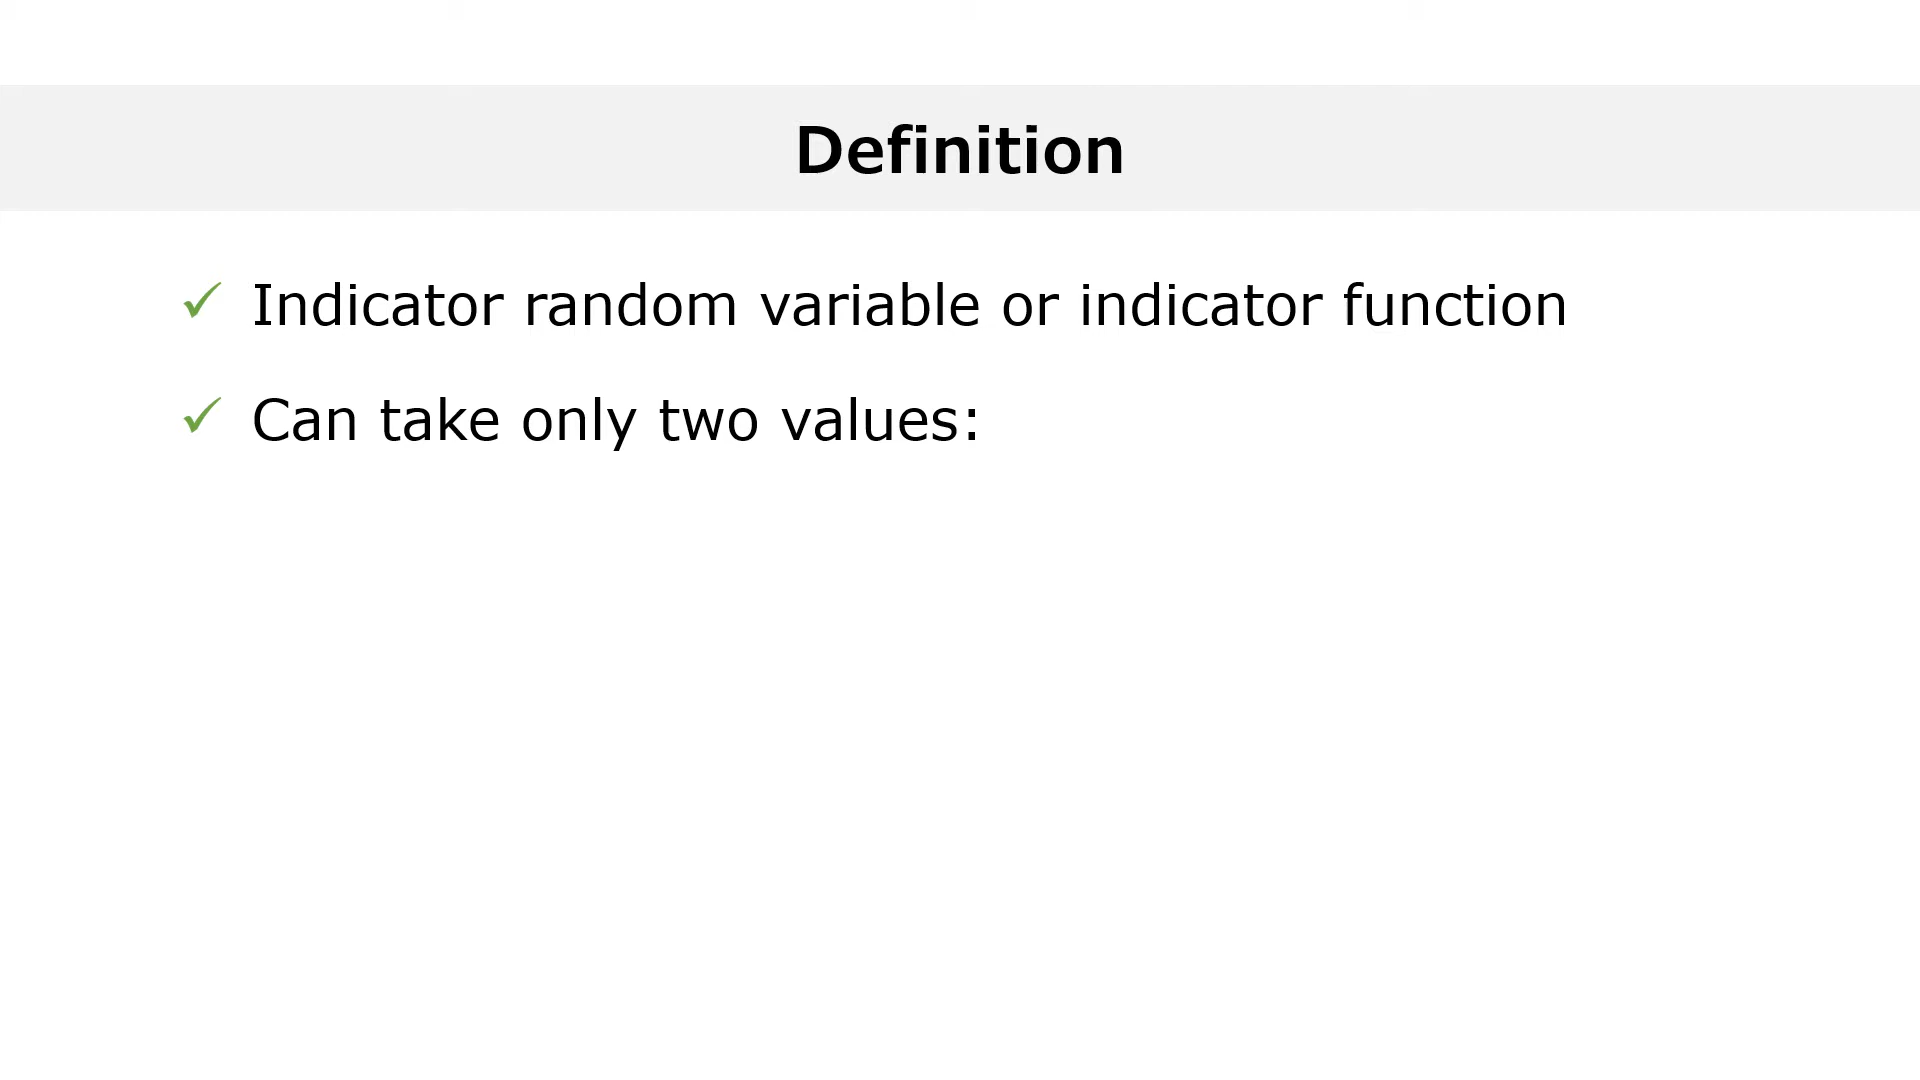 Definition
✓ Indicator random variable or indicator function
✓ Can take only two values: